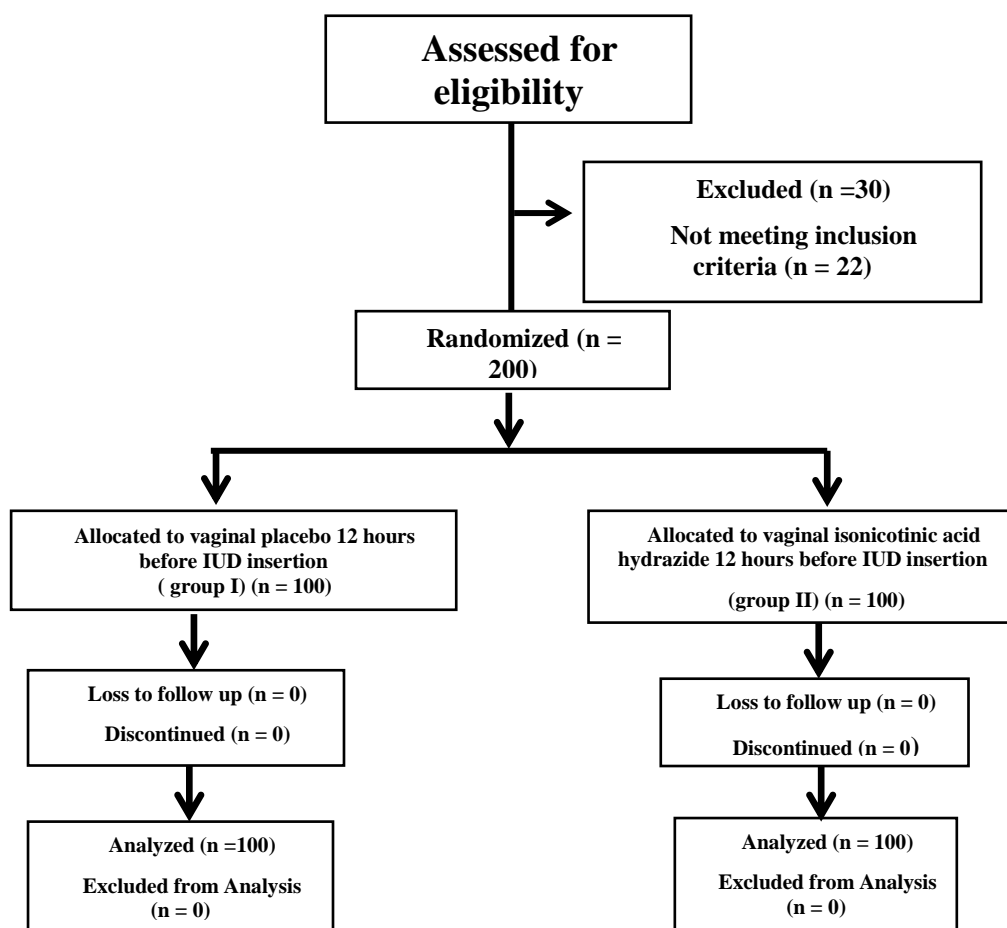 Assessed for
eligibility
Excluded (n =30)
Not meeting inclusion
criteria (n = 22)
Randomized (n =
200)
Allocated to vaginal placebo 12 hours
before IUD insertion
( group I) (n = 100)
Allocated to vaginal isonicotinic acid
hydrazide 12 hours before IUD insertion
(group II) (n = 100)
Loss to follow up (n = 0)
Discontinued (n = 0)
Loss to follow up (n = 0)
Discontinued (n = 0)
Analyzed (n =100)
Excluded from Analysis
(n = 0)
Analyzed (n = 100)
Excluded from Analysis
(n = 0)